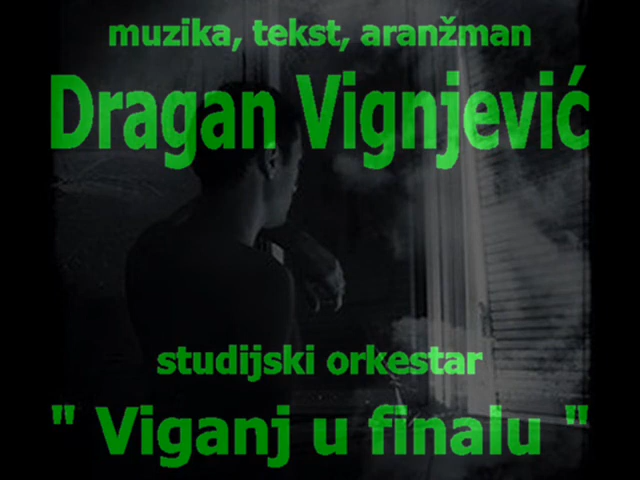 muzika, tekst, aranžman
Dragan Vignjević
studijski orkestar
" Viganj u finalu "